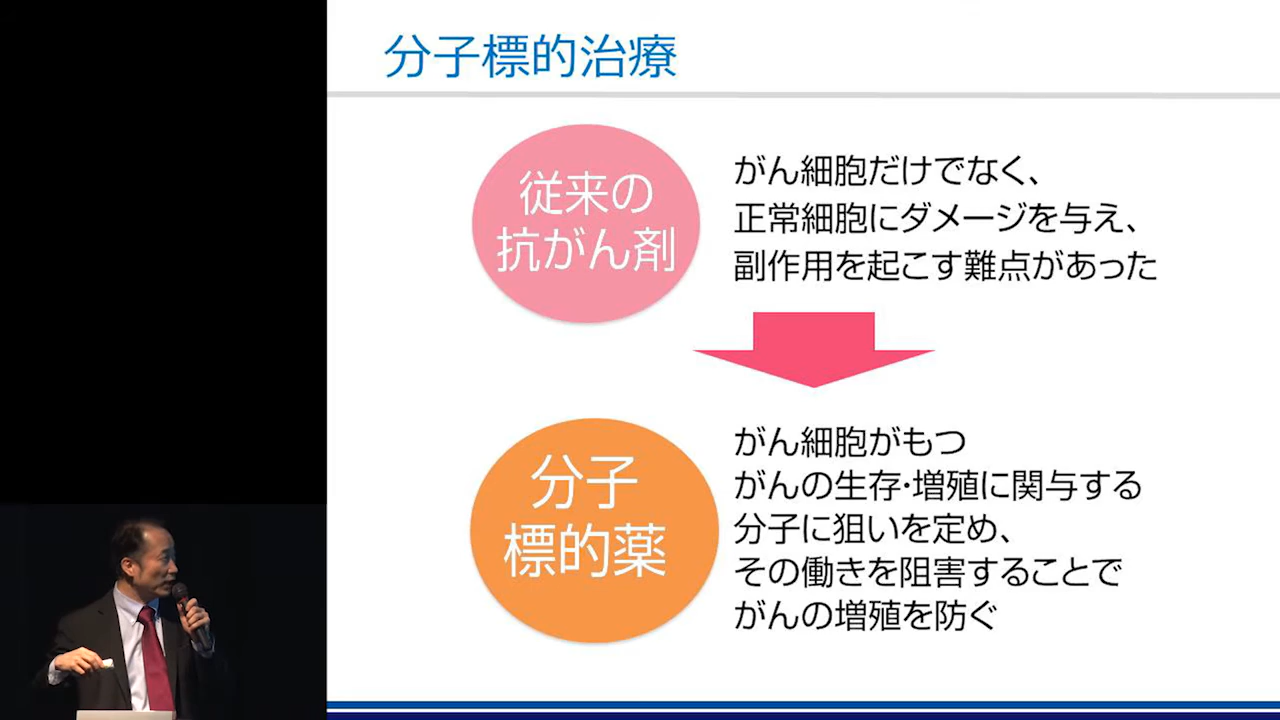 分子標的治療
従来の
抗がん剤
がん細胞だけでなく、
正常細胞にダメージを与え、
副作用を起こす難点があった
分子
標的薬
がん細胞がもつ
がんの生存・増殖に関与する
分子に狙いを定め、
その働きを阻害することで
がんの増殖を防ぐ